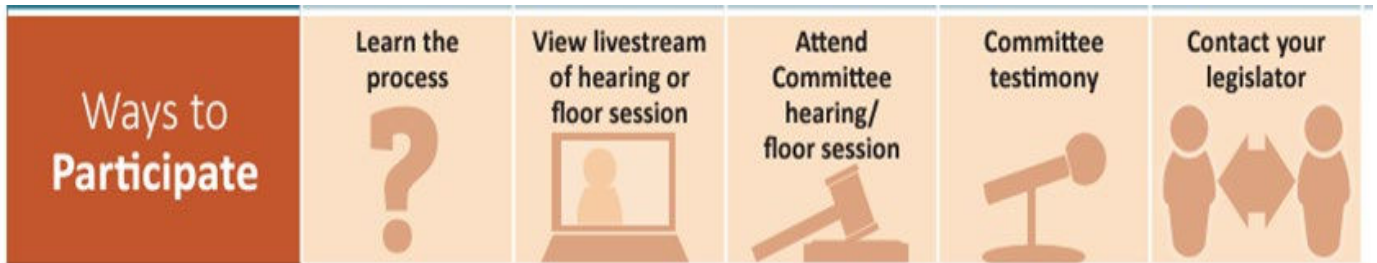 Ways to
Participate
Learn the
process
View livestream
of hearing or
floor session
Attend
Committee
hearing/
floor session
Committee
testimony
Contact your
legislator